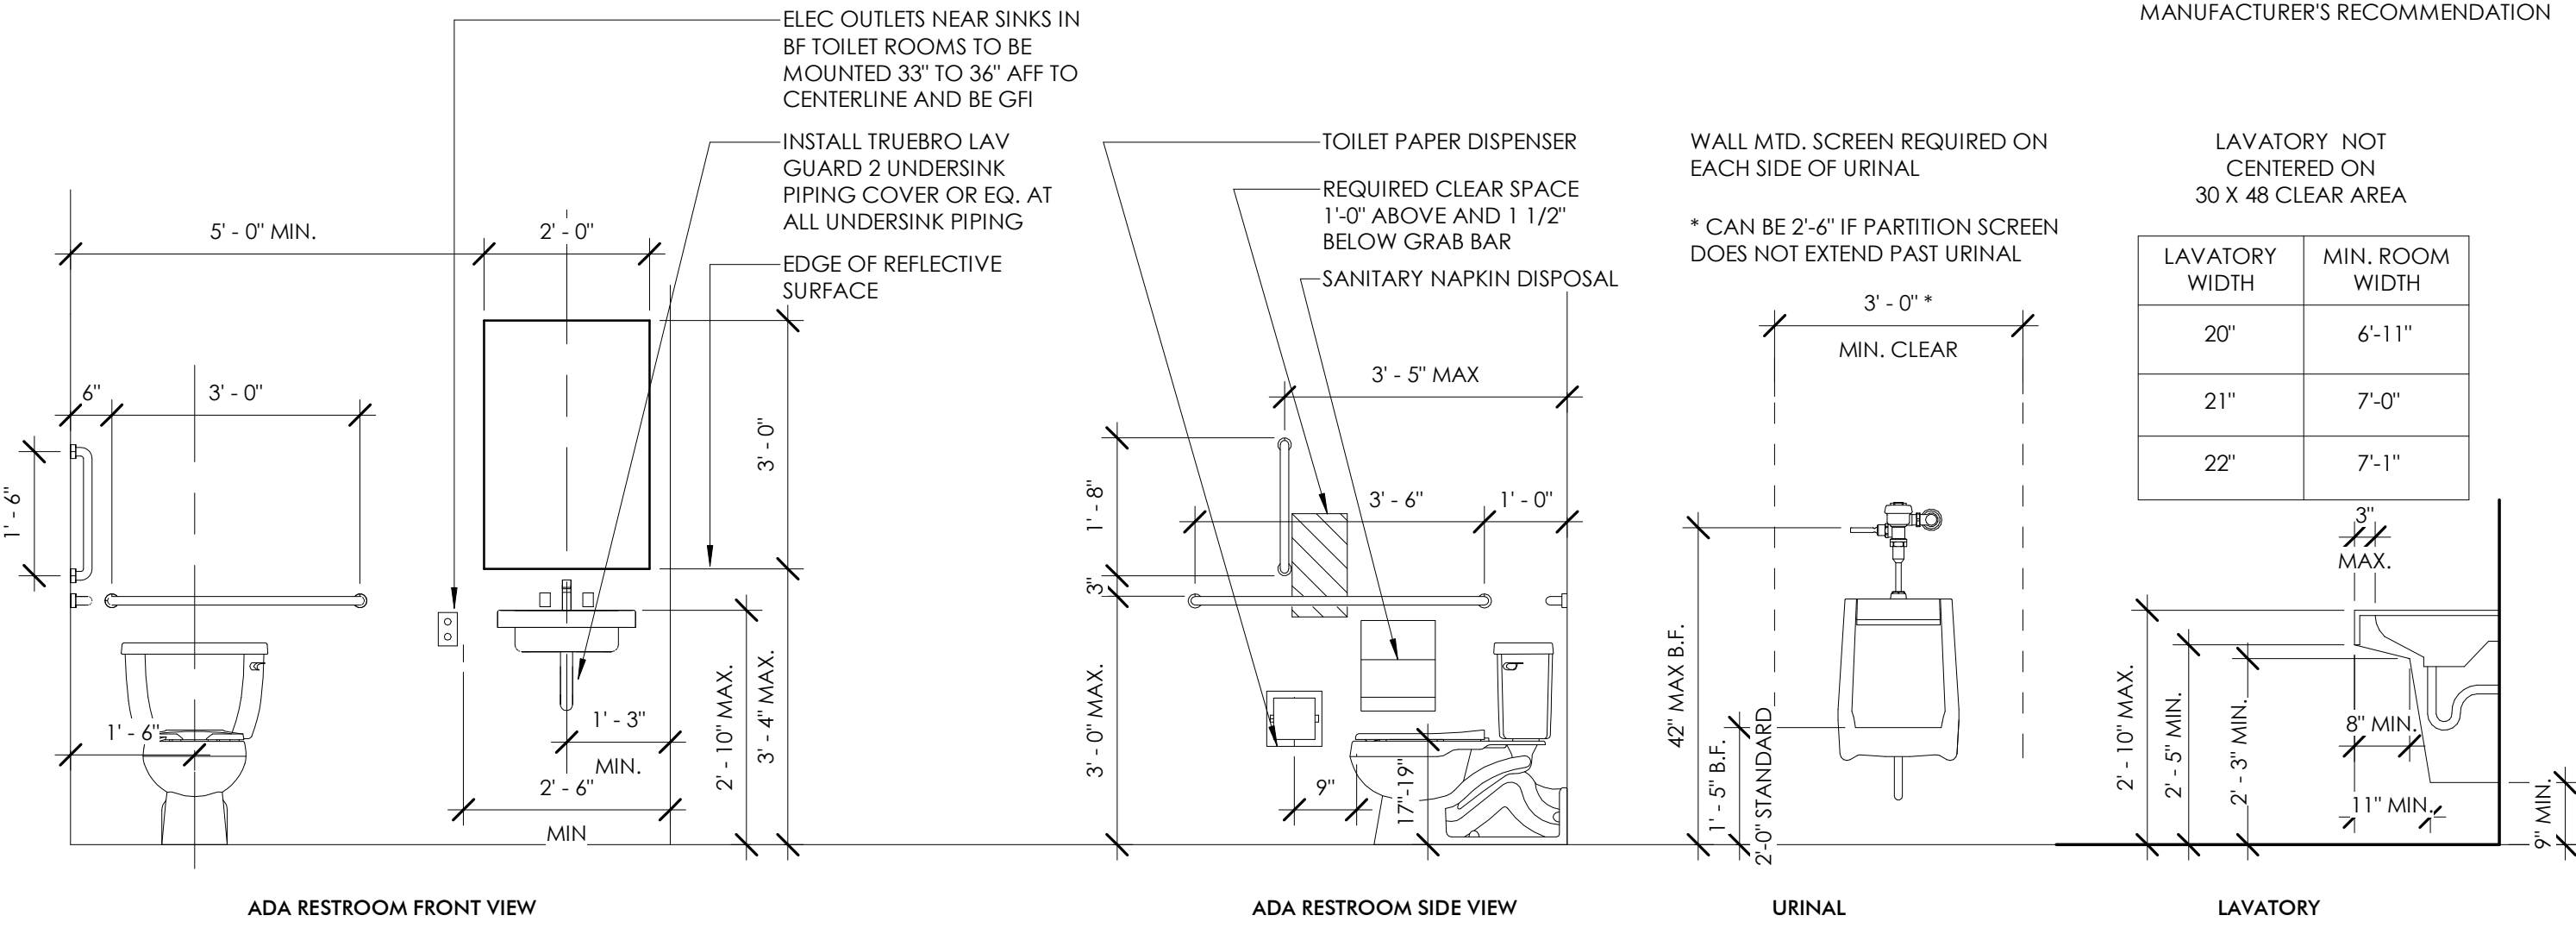 MANUFACTURER'S RECOMMENDATION
ELEC OUTLETS NEAR SINKS IN
BF TOILET ROOMS TO BE
MOUNTED 33" TO 36" AFF TO
CENTERLINE AND BE GFI
INSTALL TRUEBRO LAV
GUARD 2 UNDERSINK
PIPING COVER OR EQ. AT
ALL UNDERSINK PIPING
EDGE OF REFLECTIVE
SURFACE
5' - 0" MIN.
2' - 0"
6"
3' - 0"
1' - 6"
3' - 0"
1' - 6"
1' - 3"
MIN.
2' - 6"
MIN
2' - 10" MAX.
3' - 4" MAX.
ADA RESTROOM FRONT VIEW
TOILET PAPER DISPENSER
REQUIRED CLEAR SPACE
1'-0" ABOVE AND 1 1/2"
BELOW GRAB BAR
SANITARY NAPKIN DISPOSAL
3' - 5" MAX
1' - 8"
3' - 6"
1' - 0"
3"
3' - 0" MAX.
9"
17"-19"
ADA RESTROOM SIDE VIEW
WALL MTD. SCREEN REQUIRED ON
EACH SIDE OF URINAL
* CAN BE 2'-6" IF PARTITION SCREEN
DOES NOT EXTEND PAST URINAL
3' - 0" *
MIN. CLEAR
42" MAX B.F.
1' - 5" B.F.
2'-0" STANDARD
URINAL
LAVATORY NOT
CENTERED ON
30 X 48 CLEAR AREA
LAVATORY WIDTH MIN. ROOM WIDTH
20" 6'-11"
21" 7'-0"
22" 7'-1"
3"
MAX.
2' - 10" MAX.
2' - 5" MIN.
2' - 3" MIN.
8" MIN.
11" MIN.
9" MIN.
LAVATORY